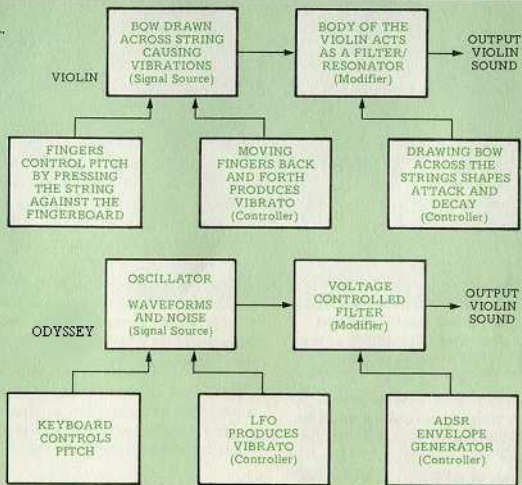 BOW DRAWN
ACROSS STRING
CAUSING
VIBRATIONS
(Signal Source)
BODY OF THE
VIOLIN ACTS
AS A FILTER/
RESONATOR
(Modifier)
OUTPUT
VIOLIN
SOUND
VIOLIN
FINGERS
CONTROL PITCH
BY PRESSING
THE STRING
AGAINST THE
FINGERBOARD
MOVING
FINGERS BACK
AND FORTH
PRODUCES
VIBRATO
(Controller)
DRAWING BOW
ACROSS THE
STRINGS SHAPES
ATTACK AND
DECAY
(Controller)
OSCILLATOR
WAVEFORMS
AND NOISE
(Signal Source)
VOLTAGE
CONTROLLED
FILTER
(Modifier)
OUTPUT
VIOLIN
SOUND
ODYSSEY
KEYBOARD
CONTROLS
PITCH
LFO
PRODUCES
VIBRATO
(Controller)
ADSR
ENVELOPE
GENERATOR
(Controller)